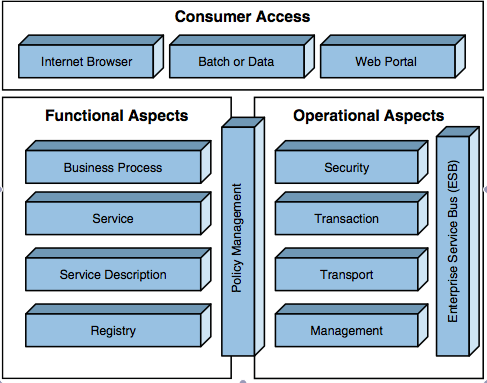 Consumer Access
Internet Browser
Batch or Data
Web Portal
Functional Aspects
Business Process
Service
Service Description
Registry
Policy Management
Operational Aspects
Security
Transaction
Transport
Management
Enterprise Service Bus (ESB)